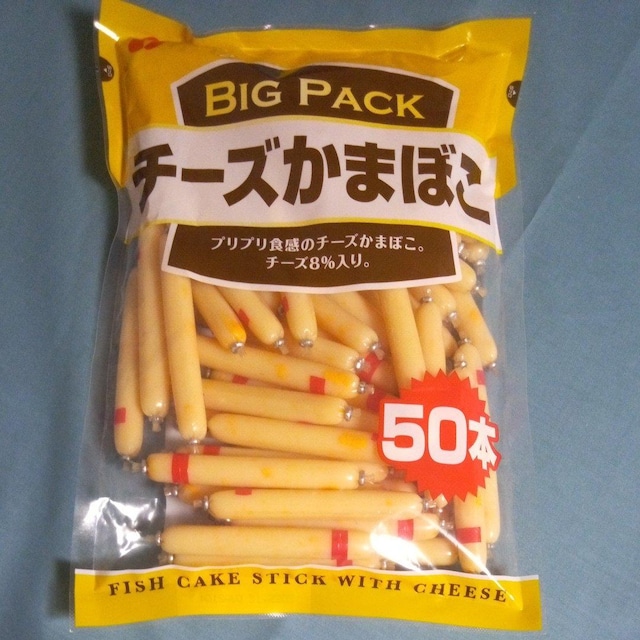 BIG PACK
チーズかまぼこ
プリプリ食感のチーズかまぼこ。
チーズ8%入り。
50本
FISH CAKE STICK WITH CHEESE